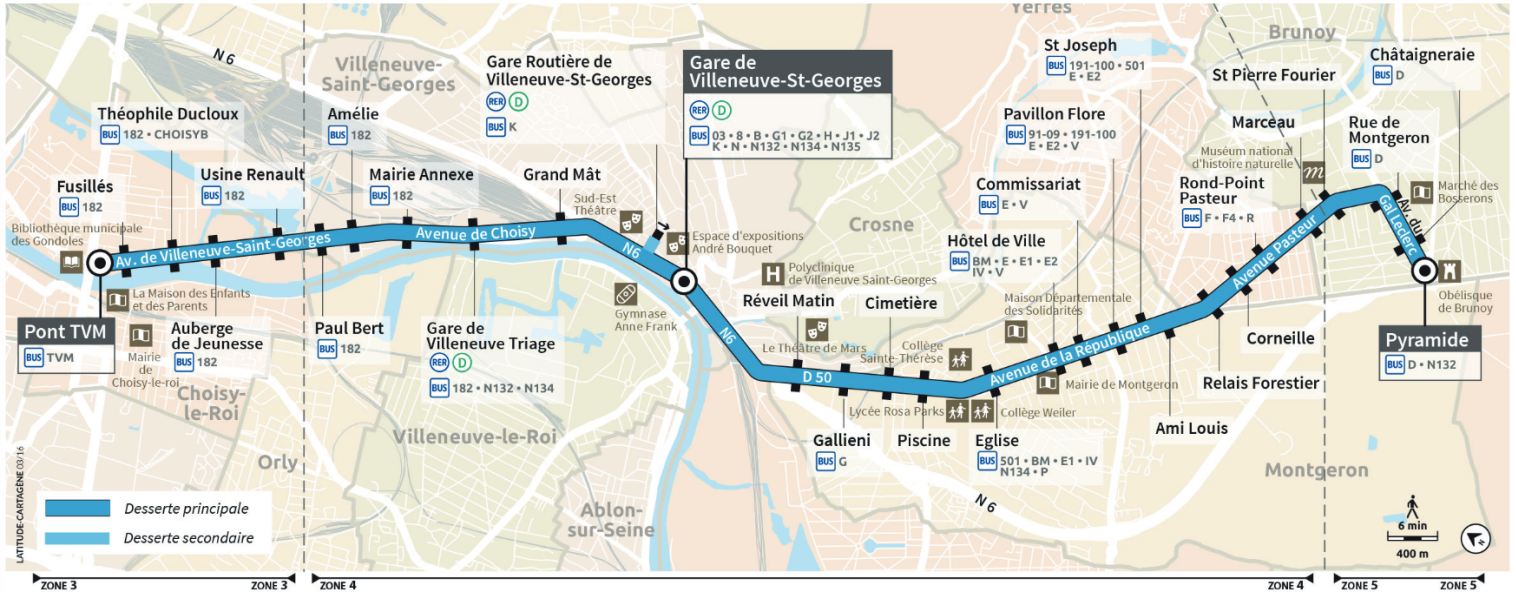 N 6
Villeneuve-
Saint-Georges
Yerres
Brunoy
Théophile Ducloux
BUS 182 • CHOISYB
Amélie
BUS 182
Gare Routière de
Villeneuve-St-Georges
RER D
BUS K
Gare de
Villeneuve-St-Georges
RER D
BUS 03 • 8 • B • G1 • G2 • H • J1 • J2
K • N • N132 • N134 • N135
St Joseph
BUS 191-100 • 501
E • E2
St Pierre Fourier
Châtaigneraie
BUS D
Pavillon Flore
BUS 91-09 • 191-100
E • E2 • V
Marceau
Muséum national
d'histoire naturelle
Rue de
Montgeron
BUS D
Fusillés
BUS 182
Usine Renault
BUS 182
Mairie Annexe
BUS 182
Grand Mât
Sud-Est
Théâtre
Commissariat
BUS E • V
Rond-Point
Pasteur
BUS F • F4 • R
Marché des
Bosserons
Bibliothèque municipale
des Gondoles
Crosne
Espace d'expositions
André Bouquet
Hôtel de Ville
BUS BM • E • E1 • E2
IV • V
Av. de Villeneuve-Saint-Georges
Avenue de Choisy
N6
N6
D 50
Avenue de la République
Avenue Pasteur
Av. du
Gal Leclerc
H
Polyclinique
de Villeneuve Saint-Georges
La Maison des Enfants
et des Parents
Gymnase
Anne Frank
Réveil Matin
Cimetière
Maison Départementale
des Solidarités
Obélisque
de Brunoy
Pont TVM
BUS TVM
Mairie
de
Choisy-le-roi
Auberge
de Jeunesse
BUS 182
Paul Bert
BUS 182
Gare de
Villeneuve Triage
RER D
BUS 182 • N132 • N134
Le Théâtre de Mars
Collège
Sainte-Thérèse
Corneille
Pyramide
BUS D • N132
Mairie de Montgeron
Relais Forestier
Choisy-
le-Roi
Lycée Rosa Parks
Collège Weiler
Ami Louis
Villeneuve-le-Roi
Gallieni
BUS G
Piscine
Eglise
BUS 501 • BM • E1 • IV
N134 • P
Orly
Montgeron
N 6
Ablon-
sur-Seine
LATITUDE-CARTAGÈNE 03/16
Desserte principale
Desserte secondaire
6 min
400 m
ZONE 3
ZONE 3
ZONE 4
ZONE 4
ZONE 5
ZONE 5